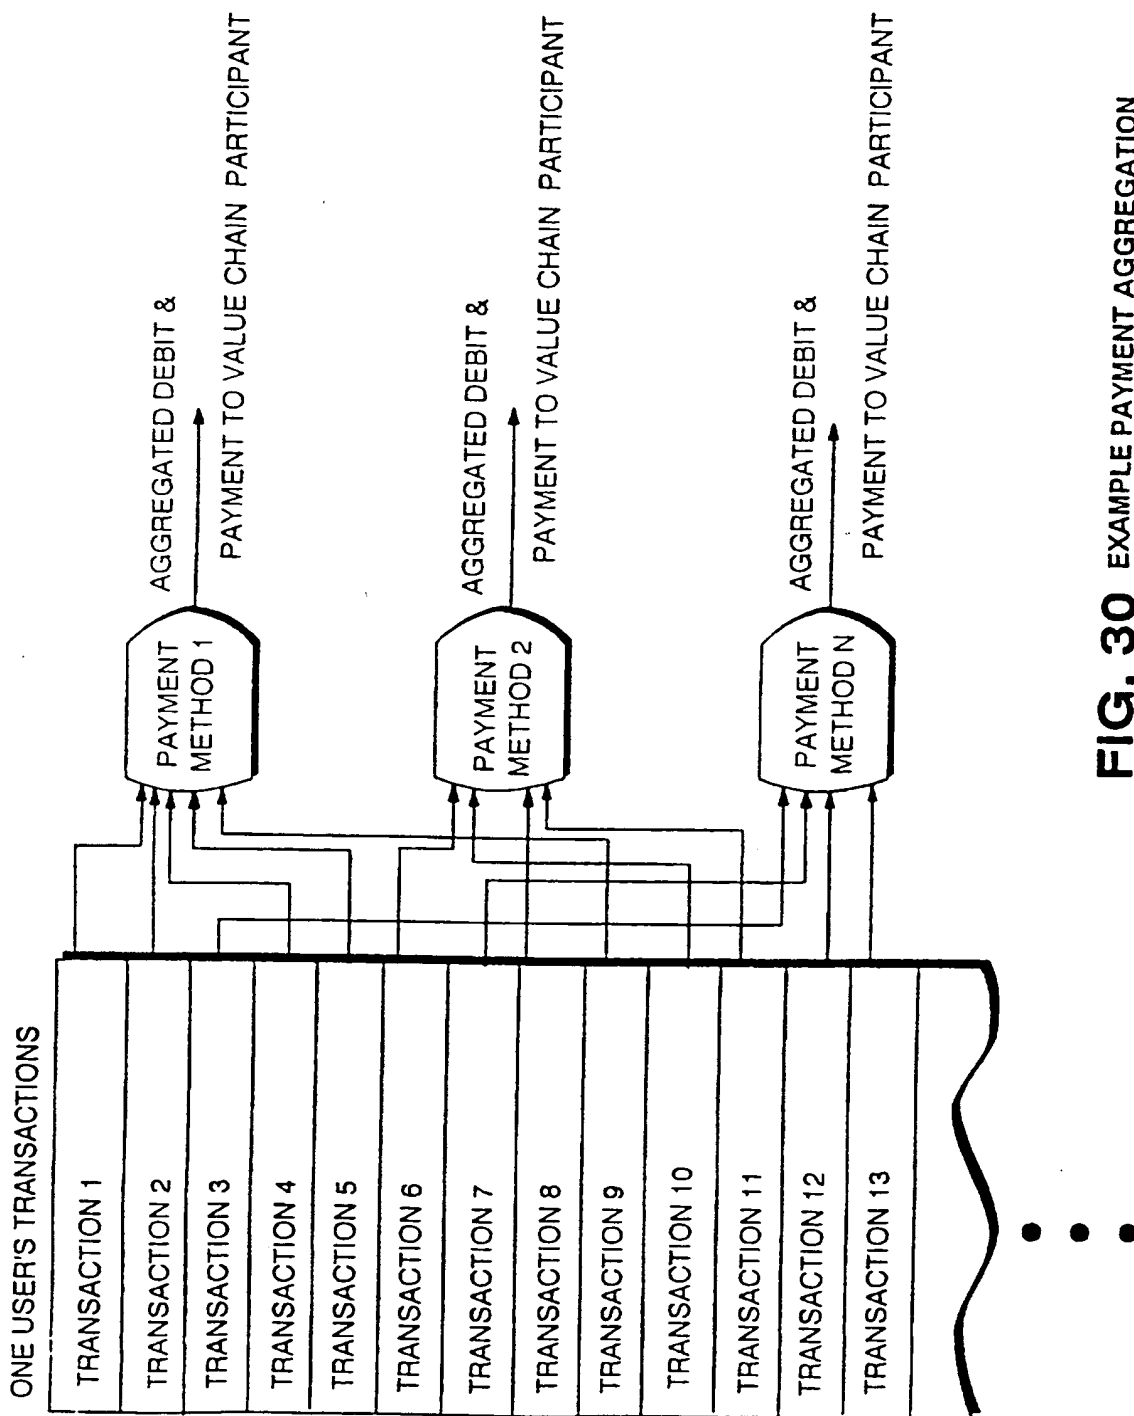 ONE USER'S TRANSACTIONS
TRANSACTION 1
TRANSACTION 2
TRANSACTION 3
TRANSACTION 4
TRANSACTION 5
TRANSACTION 6
TRANSACTION 7
TRANSACTION 8
TRANSACTION 9
TRANSACTION 10
TRANSACTION 11
TRANSACTION 12
TRANSACTION 13
PAYMENT
METHOD 1
AGGREGATED DEBIT &
PAYMENT TO VALUE CHAIN PARTICIPANT
PAYMENT
METHOD 2
AGGREGATED DEBIT &
PAYMENT TO VALUE CHAIN PARTICIPANT
PAYMENT
METHOD N
AGGREGATED DEBIT &
PAYMENT TO VALUE CHAIN PARTICIPANT
FIG. 30 EXAMPLE PAYMENT AGGREGATION